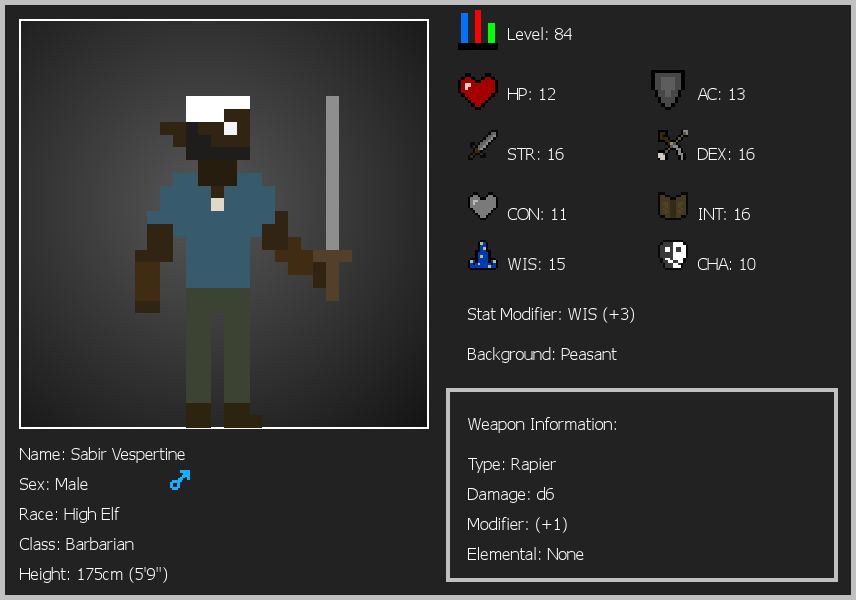 Level: 84
HP: 12
AC: 13
STR: 16
DEX: 16
CON: 11
INT: 16
WIS: 15
CHA: 10
Stat Modifier: WIS (+3)
Background: Peasant
Weapon Information:
Type: Rapier
Damage: d6
Modifier: (+1)
Elemental: None
Name: Sabir Vespertine
Sex: Male
Race: High Elf
Class: Barbarian
Height: 175cm (5'9")